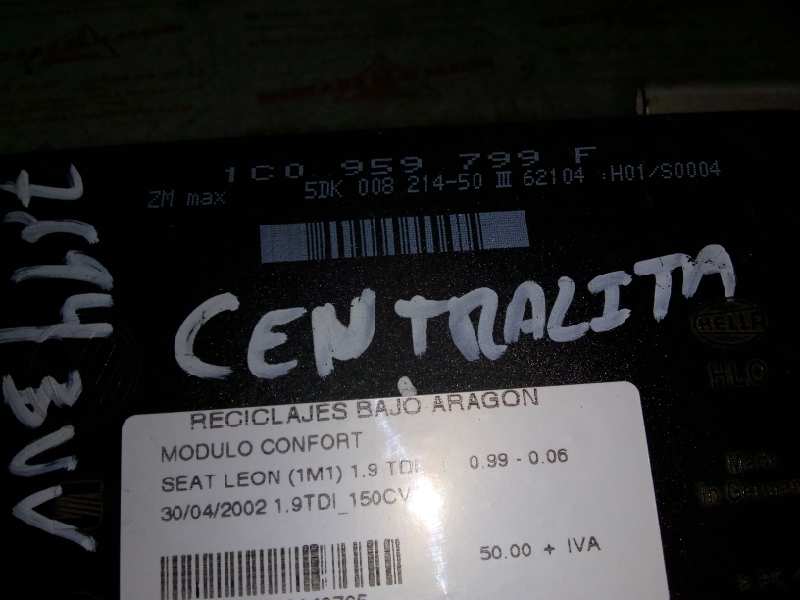 1C0 959 799 F
ZM max
5DK 008 214-50 III 62104 :H01/S0004
CENTRALITA
HELLA
HLO
RECICLAJES BAJO ARAGON
MODULO CONFORT
SEAT LEON (1M1) 1.9 TDI 0.99 - 0.06
30/04/2002 1.9TDI_150CV
50.00 + IVA
Made